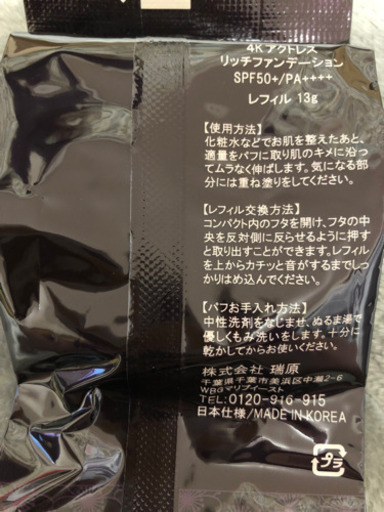 4K アクトレス
リッチファンデーション
SPF50+/PA++++
レフィル 13g
【使用方法】
化粧水などでお肌を整えたあと、
適量をパフに取り肌のキメに沿っ
てムラなく伸ばします。気になる部
分には重ね塗りをしてください。
【レフィル交換方法】
コンパクト内のフタを開け、フタの中
央を反対側に反らせるように押す
と取り出すことができます。レフィル
を上からカチッと音がするまでしっ
かりはめ込んでください。
【パフお手入れ方法】
中性洗剤をなじませ、ぬるま湯で
優しくもみ洗いをします。十分に
乾かしてからお使いください。
株式会社 瑞原
千葉県千葉市美浜区中瀬2-6
WBGマリブイースト
TEL:0120-916-915
日本仕様/MADE IN KOREA
プラ